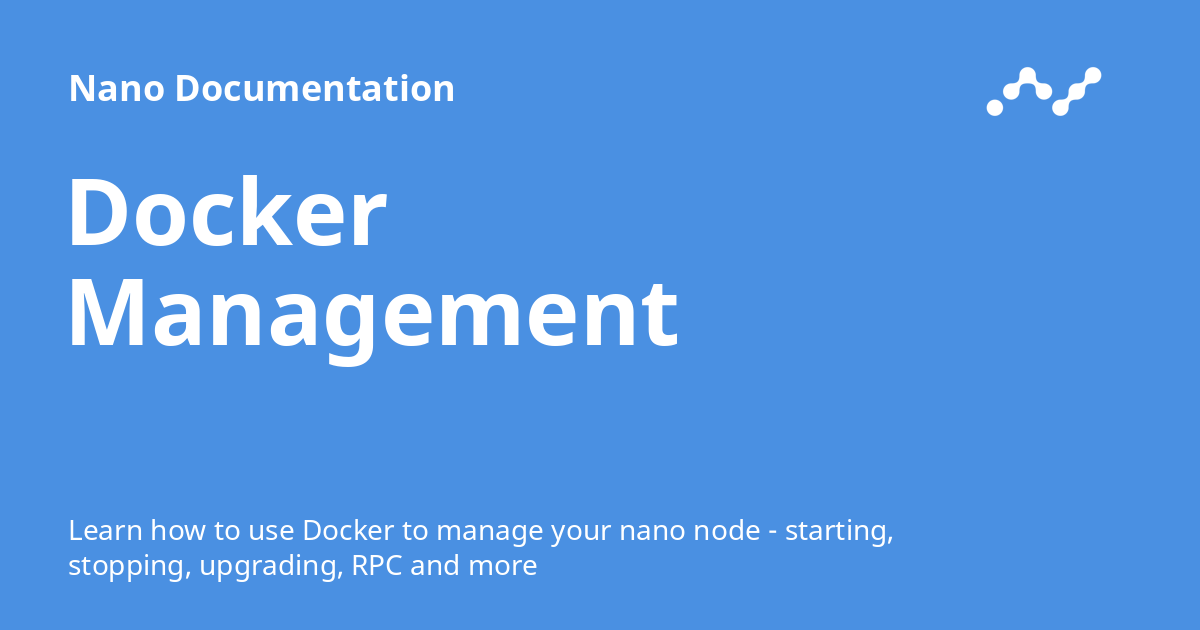 Nano Documentation
Docker
Management
Learn how to use Docker to manage your nano node - starting,
stopping, upgrading, RPC and more